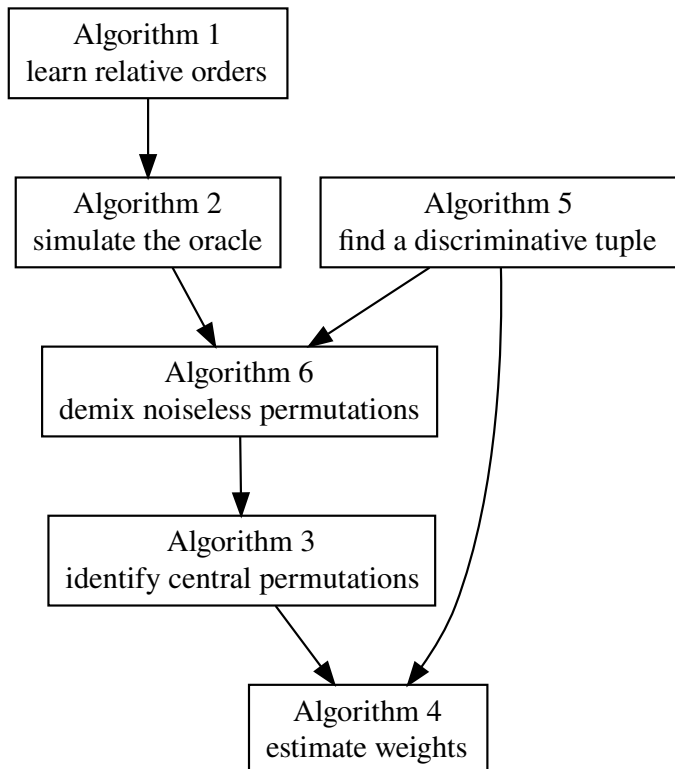 Algorithm 1
learn relative orders
Algorithm 2
simulate the oracle
Algorithm 5
find a discriminative tuple
Algorithm 6
demix noiseless permutations
Algorithm 3
identify central permutations
Algorithm 4
estimate weights